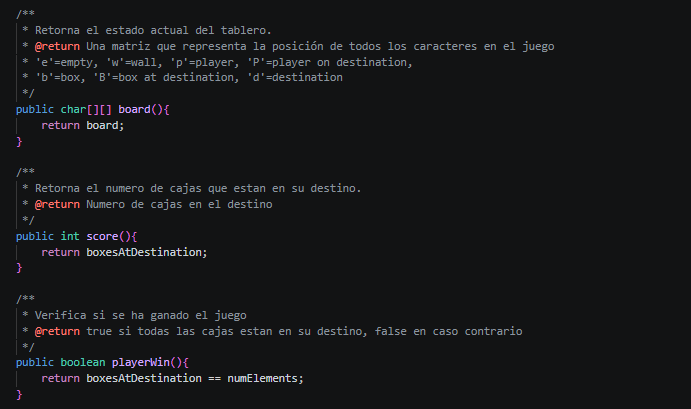 /**
 * Retorna el estado actual del tablero.
 * @return Una matriz que representa la posición de todos los caracteres en el juego
 * 'e'=empty, 'w'=wall, 'p'=player, 'P'=player on destination,
 * 'b'=box, 'B'=box at destination, 'd'=destination
 */
public char[][] board(){
    return board;
}

/**
 * Retorna el numero de cajas que estan en su destino.
 * @return Numero de cajas en el destino
 */
public int score(){
    return boxesAtDestination;
}

/**
 * Verifica si se ha ganado el juego
 * @return true si todas las cajas estan en su destino, false en caso contrario
 */
public boolean playerWin(){
    return boxesAtDestination == numElements;
}